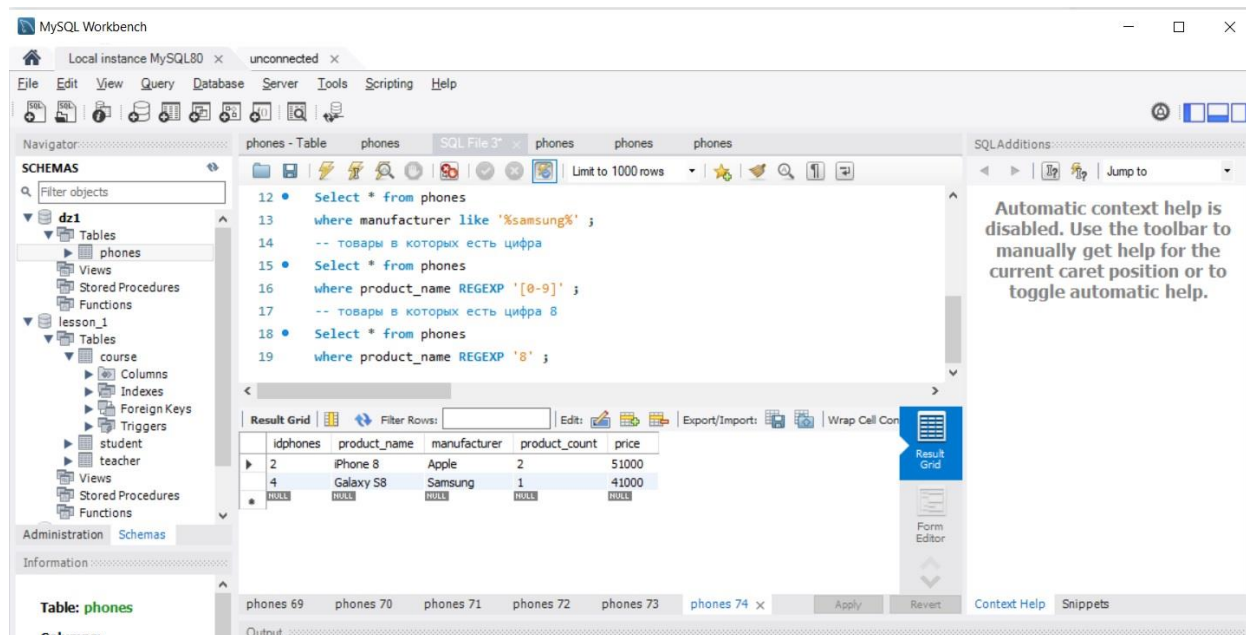 MySQL Workbench
Local instance MySQL80
unconnected
File Edit View Query Database Server Tools Scripting Help
Navigator
SCHEMAS
Filter objects
dz1
Tables
phones
Views
Stored Procedures
Functions
lesson_1
Tables
course
Columns
Indexes
Foreign Keys
Triggers
student
teacher
Views
Stored Procedures
Functions
Administration Schemas
Information
Table: phones
phones - Table phones SQL File 3* phones phones phones
Limit to 1000 rows
12 Select * from phones
13 where manufacturer like '%samsung%' ;
14 -- товары в которых есть цифра
15 Select * from phones
16 where product_name REGEXP '[0-9]' ;
17 -- товары в которых есть цифра 8
18 Select * from phones
19 where product_name REGEXP '8' ;
Result Grid Filter Rows: Edit: Export/Import: Wrap Cell Con
idphones product_name manufacturer product_count price
2 iPhone 8 Apple 2 51000
4 Galaxy S8 Samsung 1 41000
NULL NULL NULL NULL NULL
Result Grid
Form Editor
phones 69 phones 70 phones 71 phones 72 phones 73 phones 74 Apply Revert
Output
SQLAdditions
Jump to
Automatic context help is
disabled. Use the toolbar to
manually get help for the
current caret position or to
toggle automatic help.
Context Help Snippets